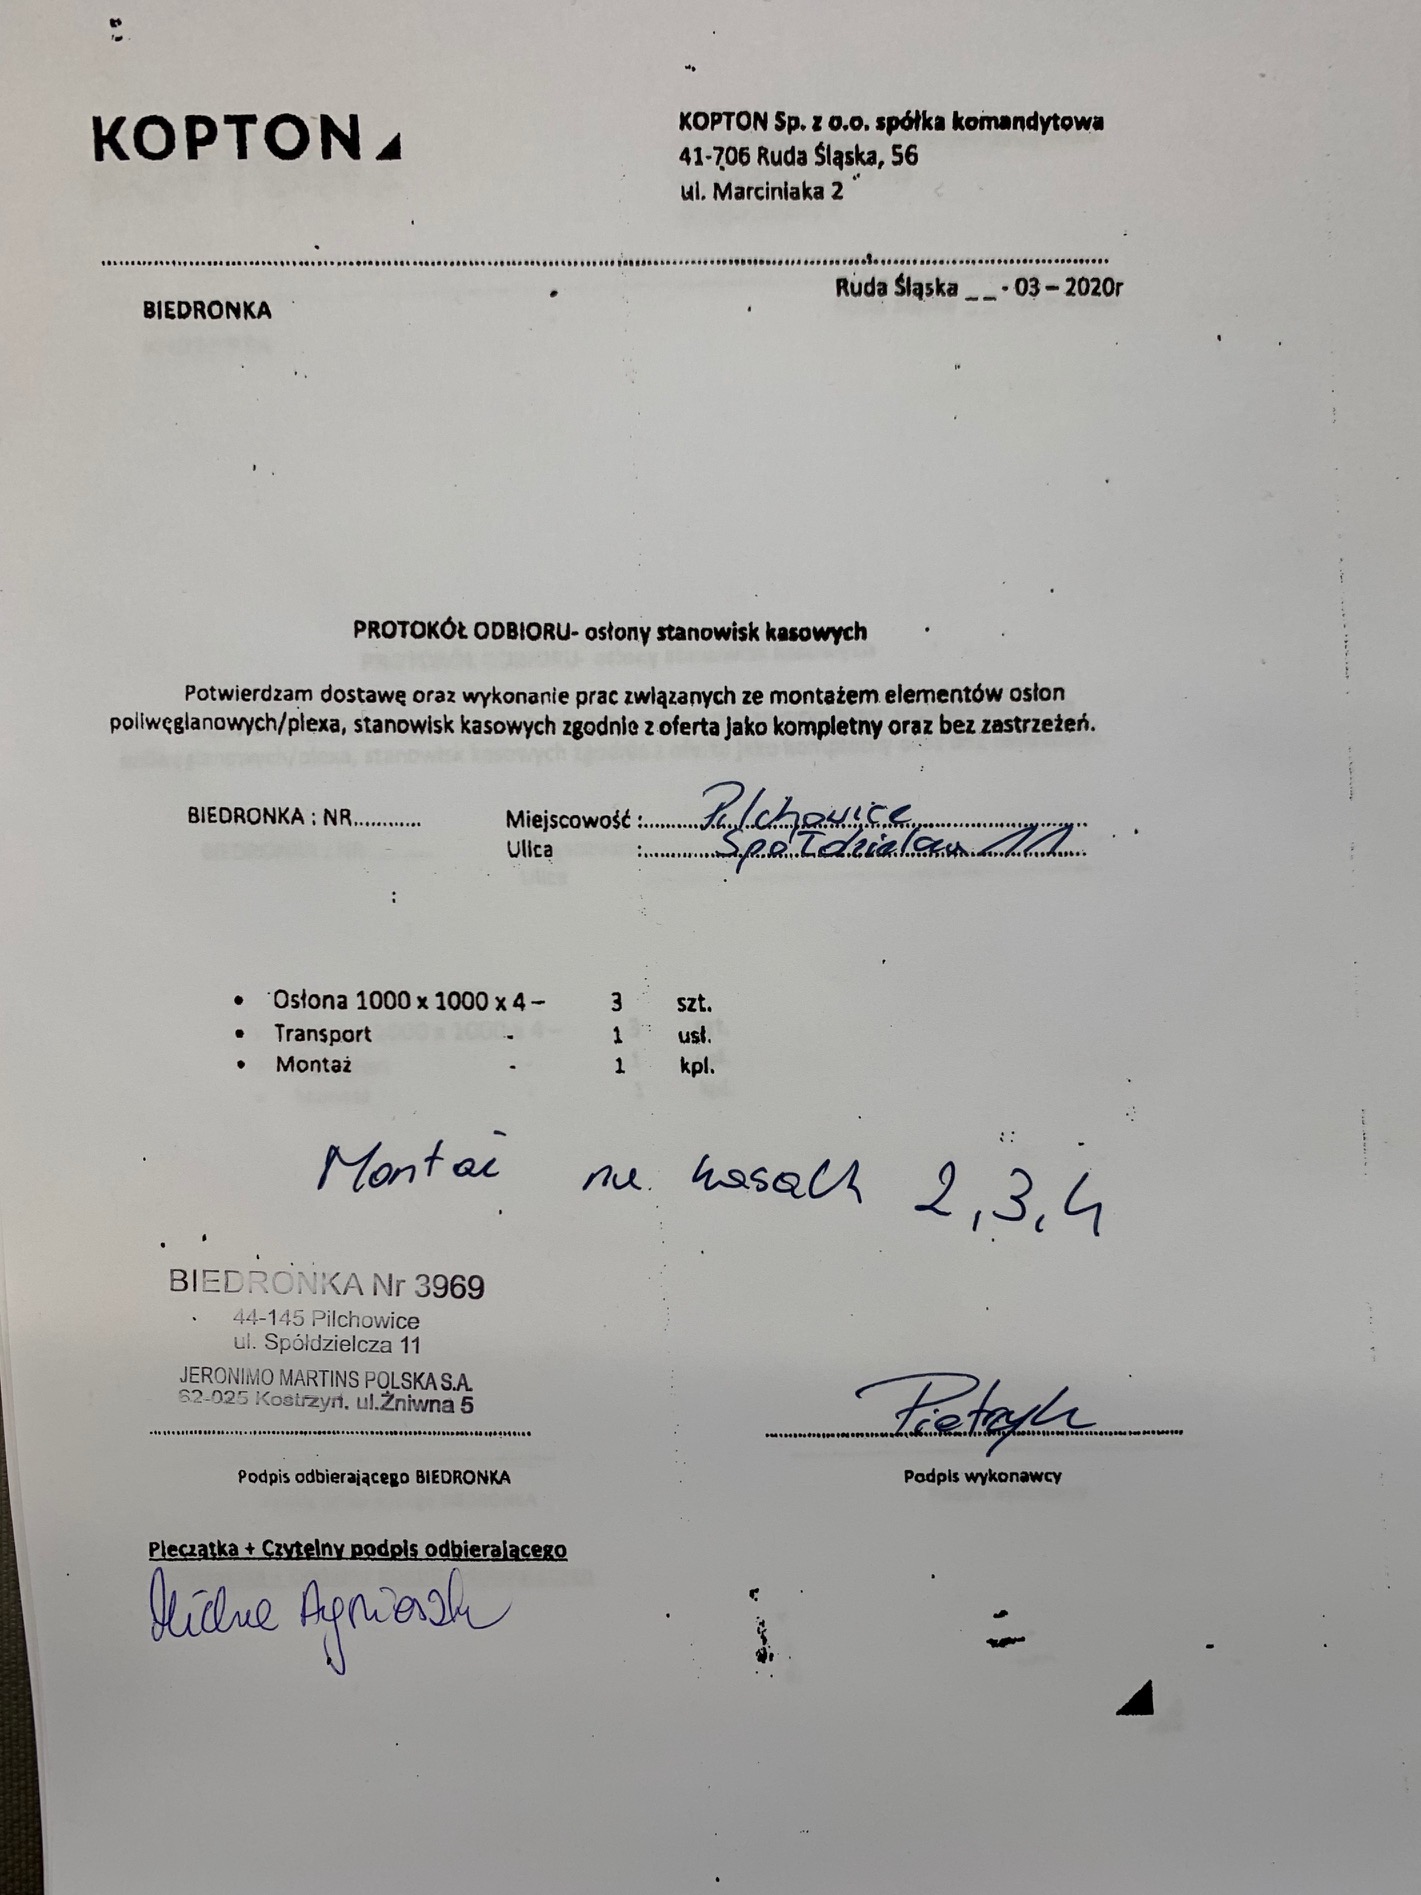 KOPTON
KOPTON Sp. z o.o. spółka komandytowa
41-706 Ruda Śląska, 56
ul. Marciniaka 2
Ruda Śląska _ _ - 03 – 2020r
BIEDRONKA
PROTOKÓŁ ODBIORU- osłony stanowisk kasowych
Potwierdzam dostawę oraz wykonanie prac związanych ze montażem elementów osłon
poliwęglanowych/plexa, stanowisk kasowych zgodnie z oferta jako kompletny oraz bez zastrzeżeń.
BIEDRONKA : NR............ Miejscowość : Pilchowice
Ulica : 11
• Osłona 1000 x 1000 x 4 – 3 szt.
• Transport - 1 usł.
• Montaż - 1 kpl.
Montaż na kasach 2, 3, 4
BIEDRONKA Nr 3969
44-145 Pilchowice
ul. Spółdzielcza 11
JERONIMO MARTINS POLSKA S.A.
62-025 Kostrzyn, ul.Żniwna 5
Podpis odbierającego BIEDRONKA
Podpis wykonawcy
Pieczątka + Czytelny podpis odbierającego